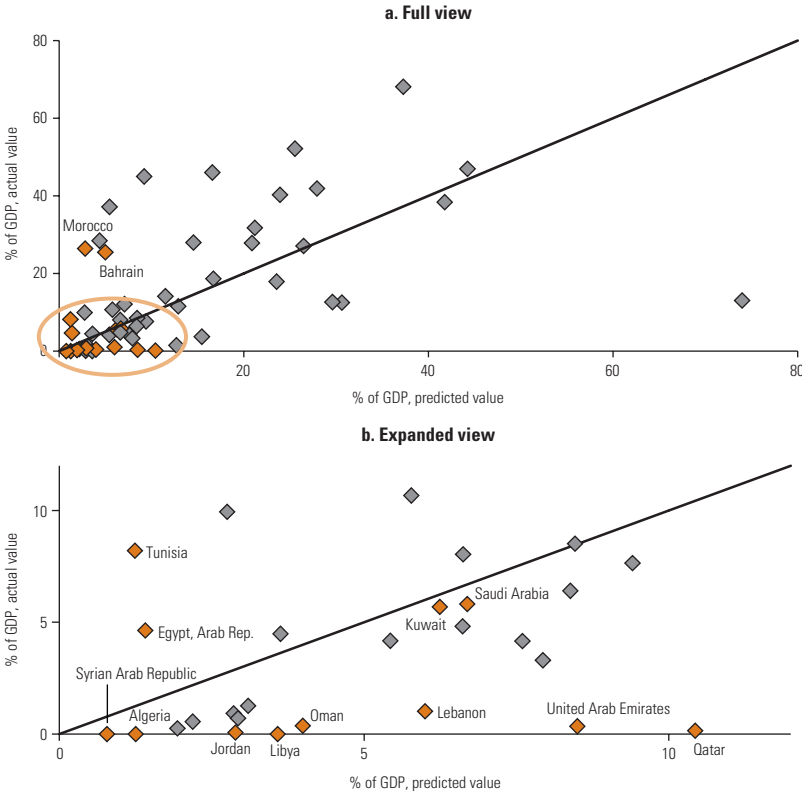 a. Full view
80
60
40
20
0
% of GDP, actual value
Morocco
Bahrain
20
40
60
80
% of GDP, predicted value
b. Expanded view
10
5
0
% of GDP, actual value
Tunisia
Egypt, Arab Rep.
Saudi Arabia
Kuwait
Syrian Arab Republic
Algeria
Oman
Lebanon
United Arab Emirates
Jordan
Libya
Qatar
0
5
10
% of GDP, predicted value